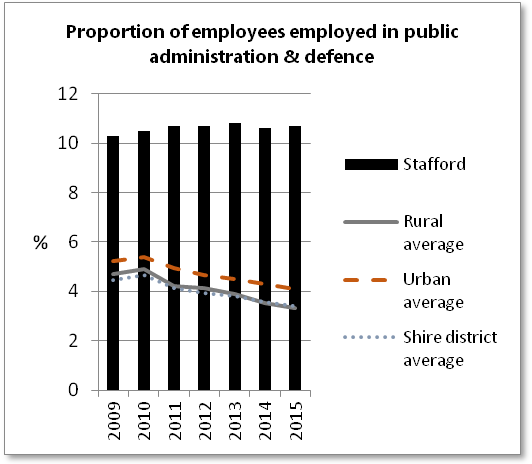 Proportion of employees employed in public
administration & defence
12
10
8
6
4
2
0
%
2009
2010
2011
2012
2013
2014
2015
Stafford
Rural
average
Urban
average
Shire district
average